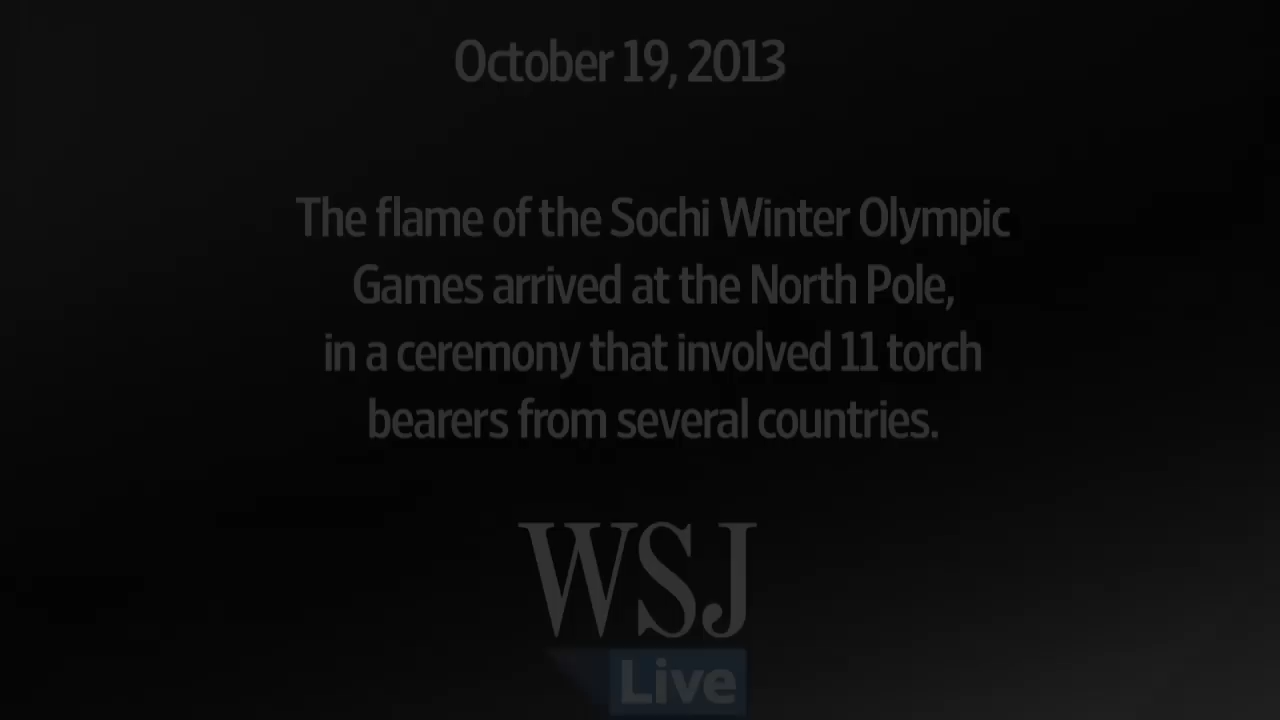 October 19, 2013
The flame of the Sochi Winter Olympic
Games arrived at the North Pole,
in a ceremony that involved 11 torch
bearers from several countries.
WSJ
Live